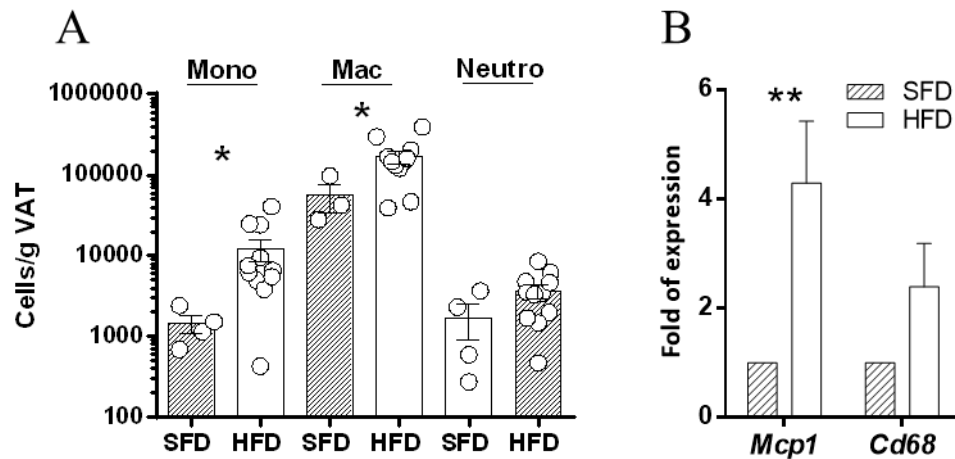 A
Mono Mac Neutro
1000000
100000
10000
1000
100
Cells/g VAT
* *
SFD HFD SFD HFD SFD HFD
B
SFD
HFD
6
4
2
0
Fold of expression
**
Mcp1 Cd68